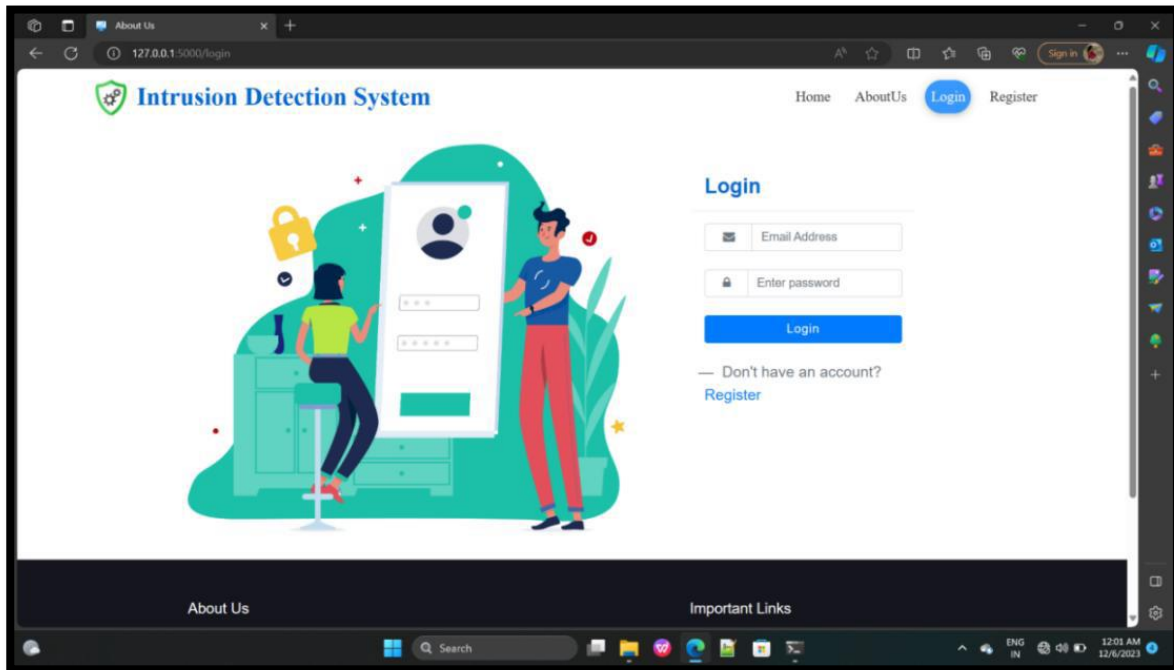 About Us
127.0.0.1:5000/login
Sign in
Intrusion Detection System
Home AboutUs Login Register
Login
Email Address
Enter password
Login
— Don't have an account?
Register
About Us Important Links
Search
ENG
IN
12:01 AM
12/6/2023